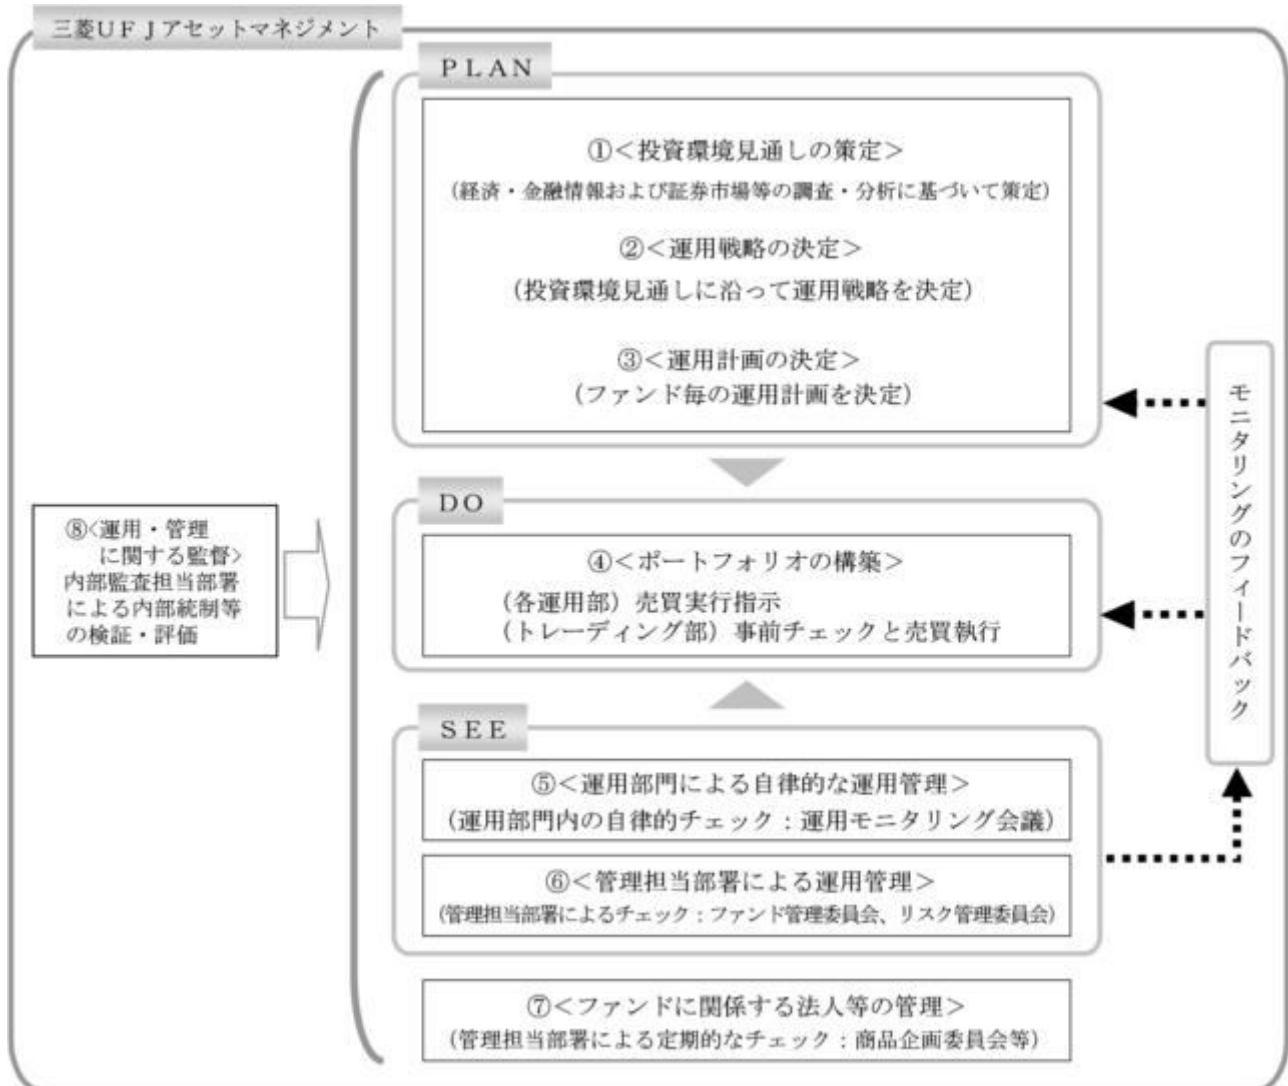 三菱UFJアセットマネジメント
PLAN
①<投資環境見通しの策定>
(経済・金融情報および証券市場等の調査・分析に基づいて策定)
②<運用戦略の決定>
(投資環境見通しに沿って運用戦略を決定)
③<運用計画の決定>
(ファンド毎の運用計画を決定)
DO
④<ポートフォリオの構築>
(各運用部)売買実行指示
(トレーディング部)事前チェックと売買執行
SEE
⑤<運用部門による自律的な運用管理>
(運用部門内の自律的チェック:運用モニタリング会議)
⑥<管理担当部署による運用管理>
(管理担当部署によるチェック:ファンド管理委員会、リスク管理委員会)
⑦<ファンドに関係する法人等の管理>
(管理担当部署による定期的なチェック:商品企画委員会等)
⑧<運用・管理
に関する監督>
内部監査担当部署
による内部統制等
の検証・評価
モニタリングのフィードバック